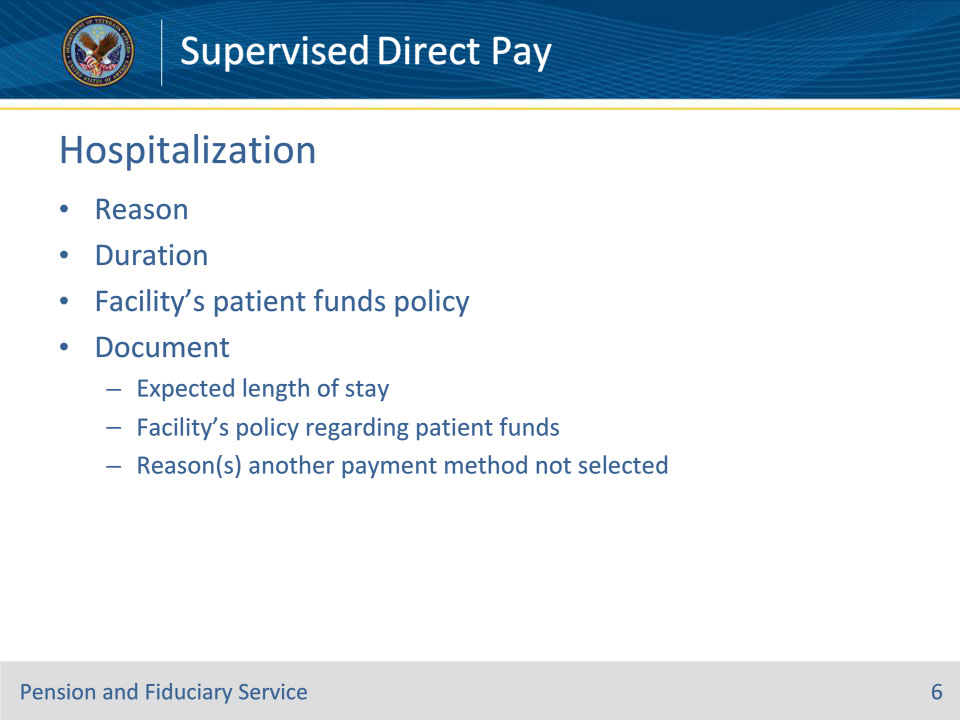 Supervised Direct Pay
Hospitalization
• Reason
• Duration
• Facility’s patient funds policy
• Document
– Expected length of stay
– Facility’s policy regarding patient funds
– Reason(s) another payment method not selected
Pension and Fiduciary Service
6